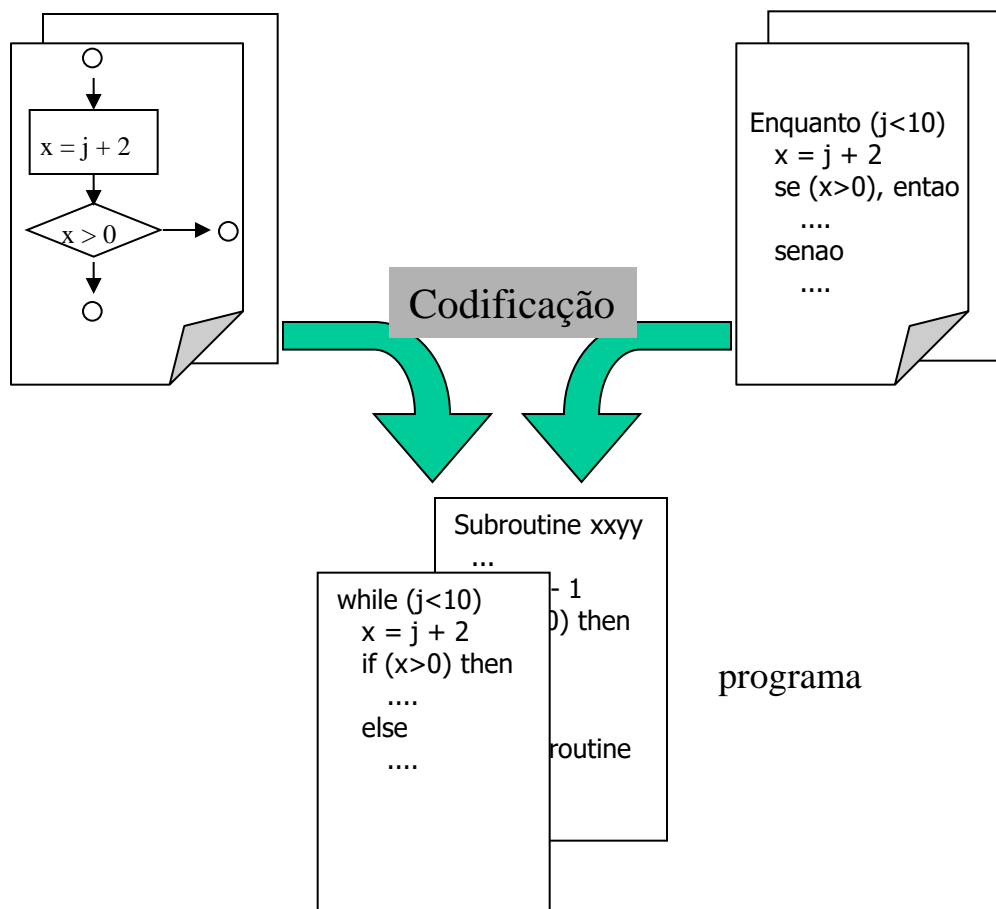 x = j + 2
x > 0
Enquanto (j<10)
x = j + 2
se (x>0), entao
....
senao
....
Codificação
Subroutine xxyy
...
- 1
) then
routine
while (j<10)
x = j + 2
if (x>0) then
....
else
....
programa